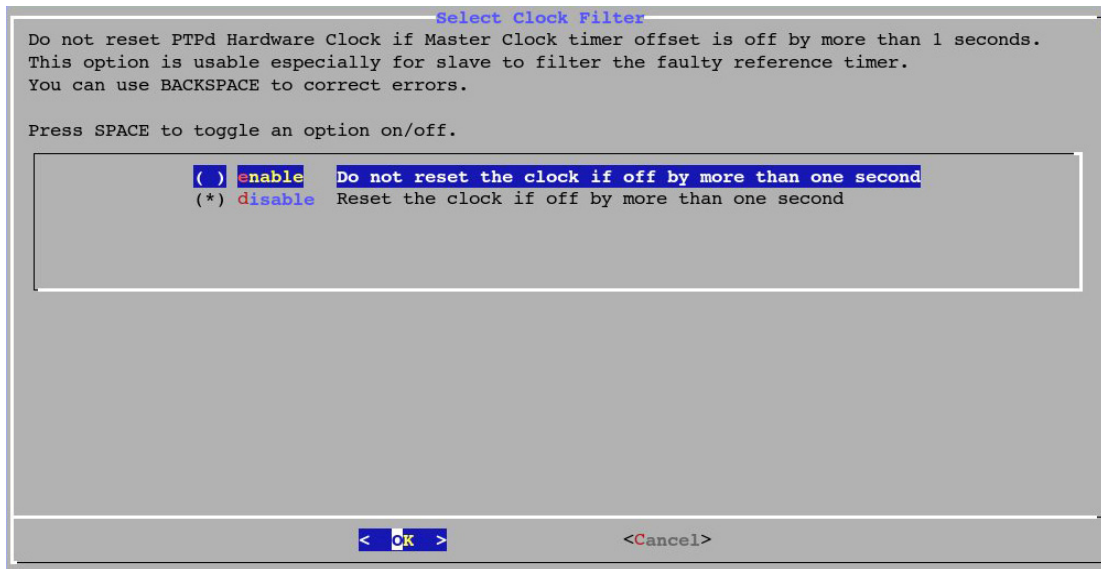 Select Clock Filter
Do not reset PTPd Hardware Clock if Master Clock timer offset is off by more than 1 seconds.
This option is usable especially for slave to filter the faulty reference timer.
You can use BACKSPACE to correct errors.
Press SPACE to toggle an option on/off.
( ) enable Do not reset the clock if off by more than one second
(*) disable Reset the clock if off by more than one second
< OK > <Cancel>